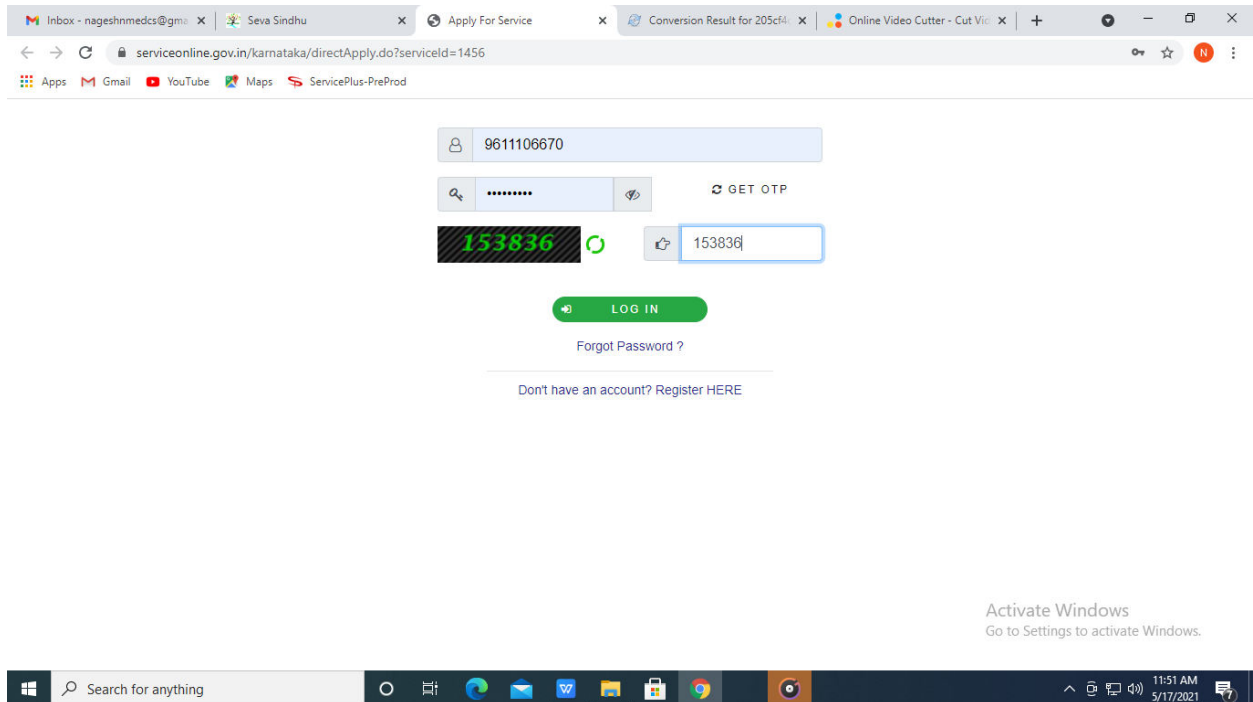 Inbox - nageshnmedcs@gma
Seva Sindhu
Apply For Service
Conversion Result for 205cf4
Online Video Cutter - Cut Vid
serviceonline.gov.in/karnataka/directApply.do?serviceId=1456
N
Apps
Gmail
YouTube
Maps
ServicePlus-PreProd
9611106670
•••••••••
GET OTP
153836
153836
LOG IN
Forgot Password ?
Don't have an account? Register HERE
Activate Windows
Go to Settings to activate Windows.
Search for anything
11:51 AM
5/17/2021
7